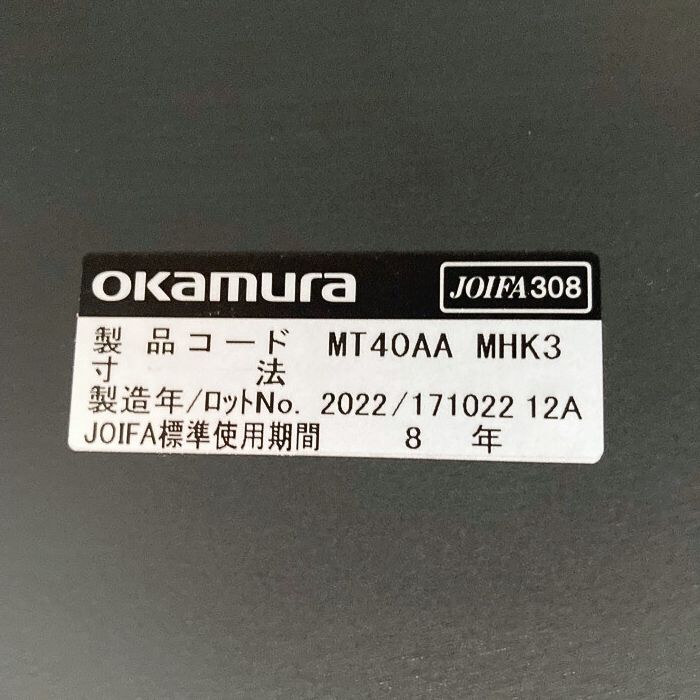 okamura JOIFA308
製品コード MT40AA MHK3
寸法
製造年/ロットNo. 2022/171022 12A
JOIFA標準使用期間 8 年